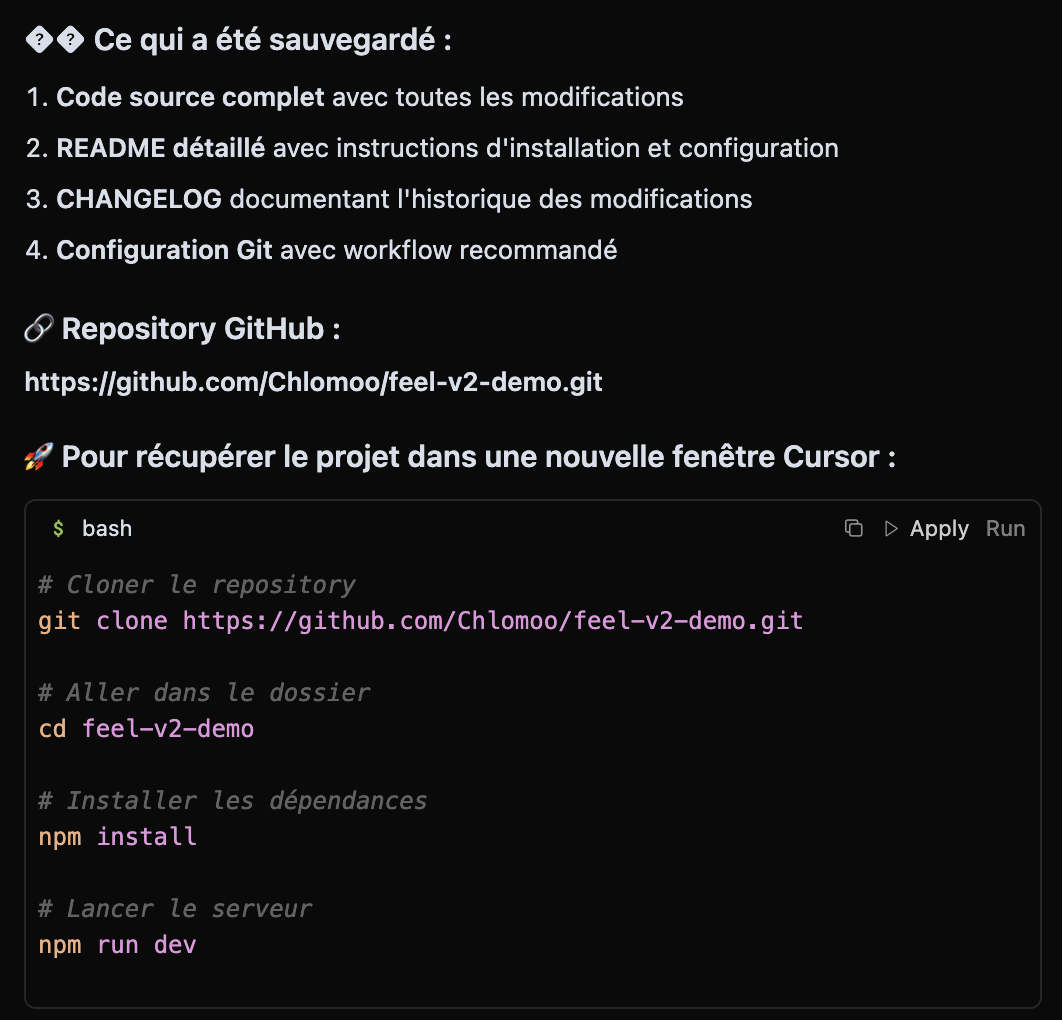 �� Ce qui a été sauvegardé :
1. Code source complet avec toutes les modifications
2. README détaillé avec instructions d'installation et configuration
3. CHANGELOG documentant l'historique des modifications
4. Configuration Git avec workflow recommandé
🔗 Repository GitHub :
https://github.com/Chlomoo/feel-v2-demo.git
🚀 Pour récupérer le projet dans une nouvelle fenêtre Cursor :
$ bash Apply Run
# Cloner le repository
git clone https://github.com/Chlomoo/feel-v2-demo.git
# Aller dans le dossier
cd feel-v2-demo
# Installer les dépendances
npm install
# Lancer le serveur
npm run dev